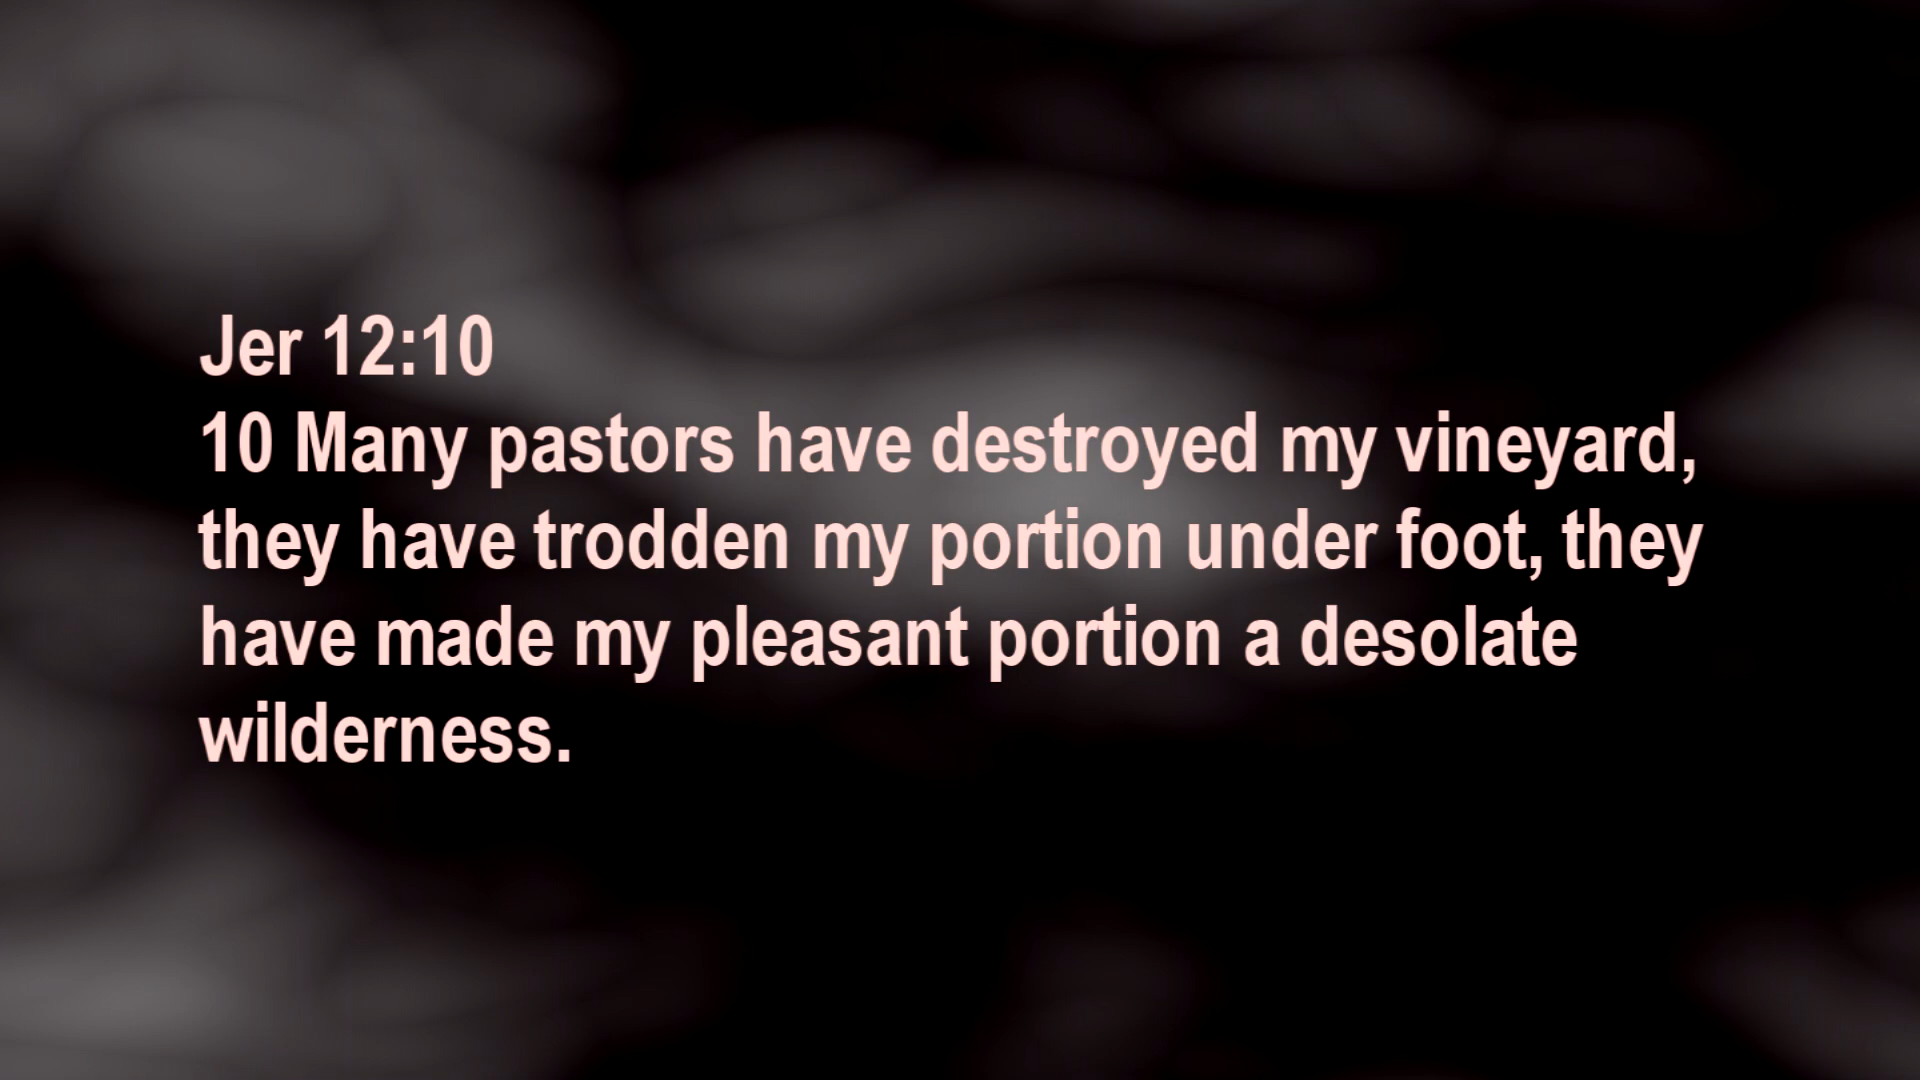 Jer 12:10
10 Many pastors have destroyed my vineyard,
they have trodden my portion under foot, they
have made my pleasant portion a desolate
wilderness.